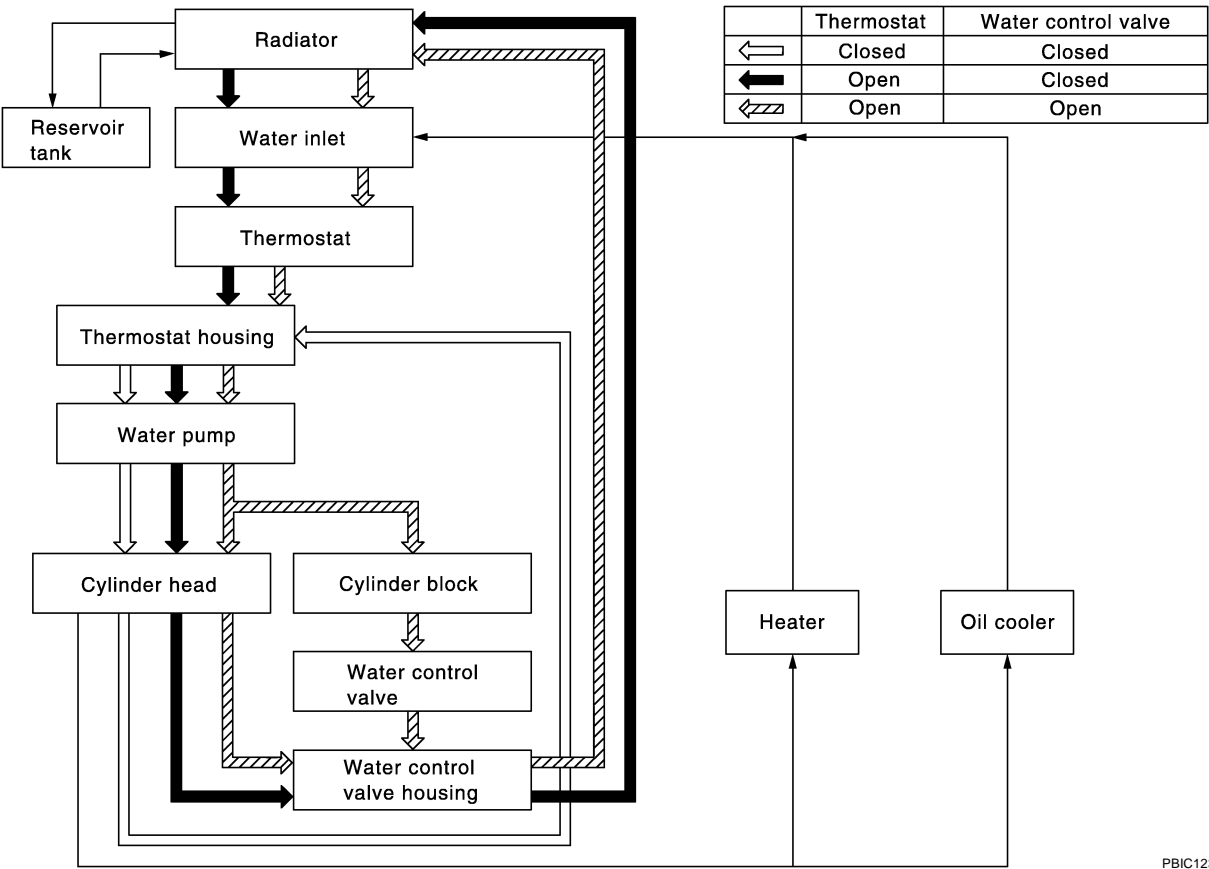 Thermostat Water control valve
Closed Closed
Open Closed
Open Open
Radiator
Reservoir
tank
Water inlet
Thermostat
Thermostat housing
Water pump
Cylinder head
Cylinder block
Heater
Oil cooler
Water control
valve
Water control
valve housing